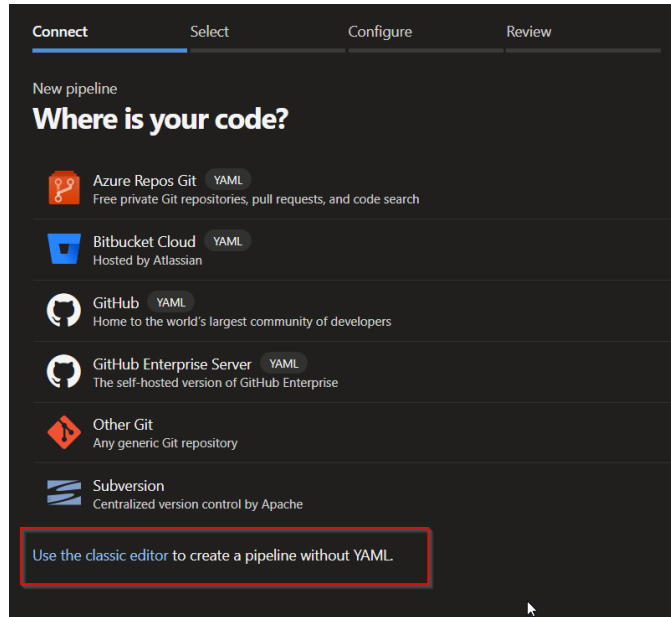 Connect Select Configure Review
New pipeline
Where is your code?
Azure Repos Git YAML
Free private Git repositories, pull requests, and code search
Bitbucket Cloud YAML
Hosted by Atlassian
GitHub YAML
Home to the world's largest community of developers
GitHub Enterprise Server YAML
The self-hosted version of GitHub Enterprise
Other Git
Any generic Git repository
Subversion
Centralized version control by Apache
Use the classic editor to create a pipeline without YAML.